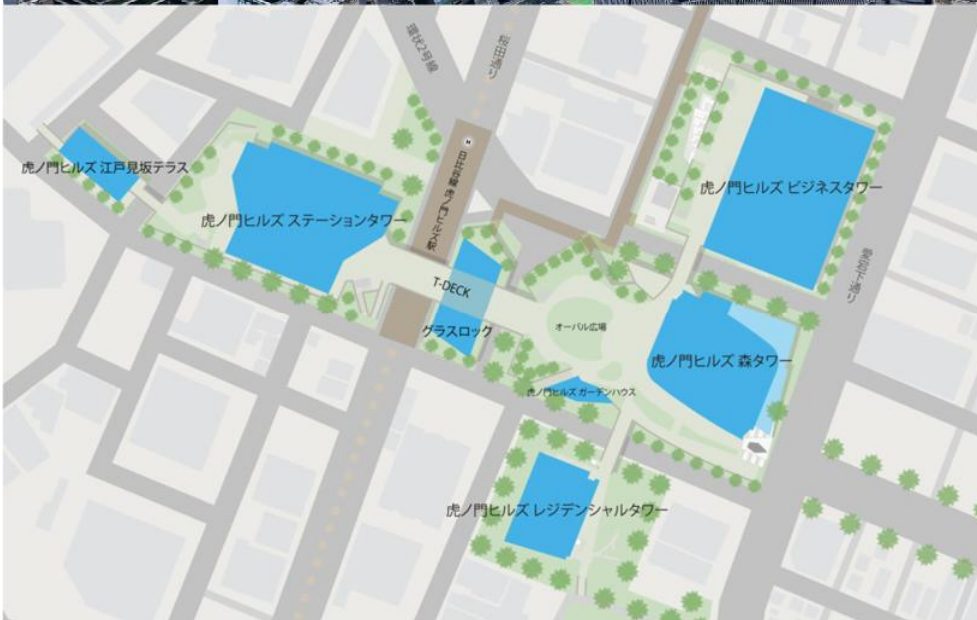 環状2号線
桜田通り
日比谷線 虎ノ門ヒルズ駅
虎ノ門ヒルズ 江戸見坂テラス
虎ノ門ヒルズ ステーションタワー
虎ノ門ヒルズ ビジネスタワー
愛宕下通り
T-DECK
グラスロック
オーバル広場
虎ノ門ヒルズ 森タワー
虎ノ門ヒルズ ガーデンハウス
虎ノ門ヒルズ レジデンシャルタワー